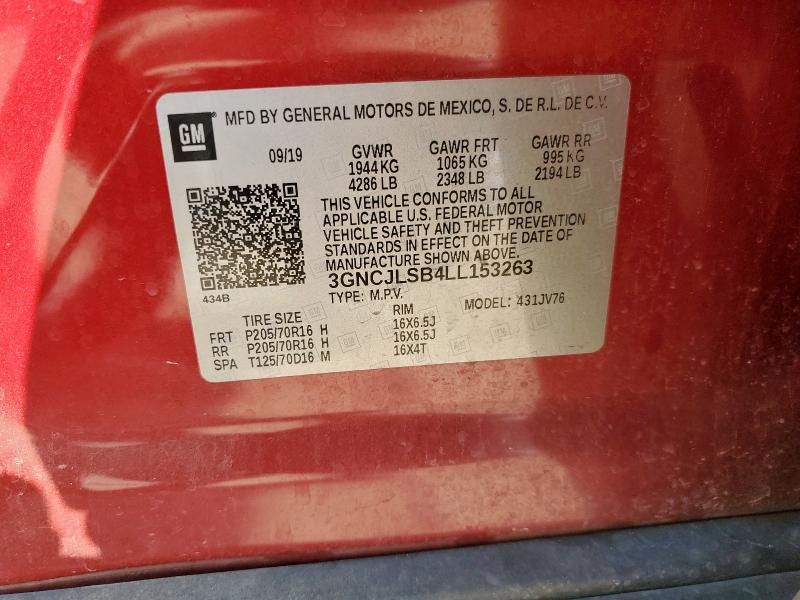 GM
MFD BY GENERAL MOTORS DE MEXICO, S. DE R.L. DE C.V.
09/19 GVWR GAWR FRT GAWR RR
1944 KG 1065 KG 995 KG
4286 LB 2348 LB 2194 LB
THIS VEHICLE CONFORMS TO ALL
APPLICABLE U.S. FEDERAL MOTOR
VEHICLE SAFETY AND THEFT PREVENTION
STANDARDS IN EFFECT ON THE DATE OF
MANUFACTURE SHOWN ABOVE.
3GNCJLSB4LL153263
434B TYPE: M.P.V. MODEL: 431JV76
TIRE SIZE RIM
FRT P205/70R16 H 16X6.5J
RR P205/70R16 H 16X6.5J
SPA T125/70D16 M 16X4T